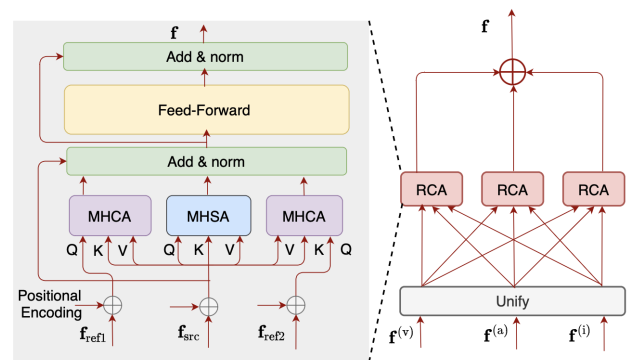 f
Add & norm
Feed-Forward
Add & norm
MHCA MHSA MHCA
Q K V Q K V V K Q
Positional
Encoding
f_ref1 f_src f_ref2
f
RCA RCA RCA
Unify
f^(v) f^(a) f^(i)